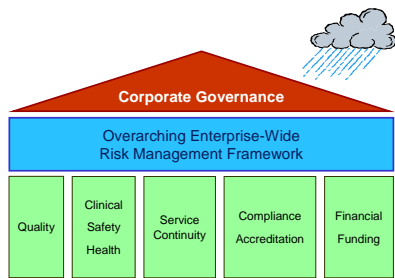 Corporate Governance
Overarching Enterprise-Wide
Risk Management Framework
Quality
Clinical
Safety
Health
Service
Continuity
Compliance
Accreditation
Financial
Funding